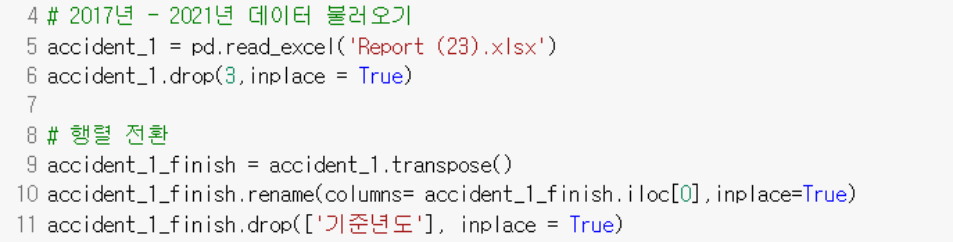 4 # 2017년 - 2021년 데이터 불러오기
5 accident_1 = pd.read_excel('Report (23).xlsx')
6 accident_1.drop(3,inplace = True)
7
8 # 행렬 전환
9 accident_1_finish = accident_1.transpose()
10 accident_1_finish.rename(columns= accident_1_finish.iloc[0],inplace=True)
11 accident_1_finish.drop(['기준년도'], inplace = True)